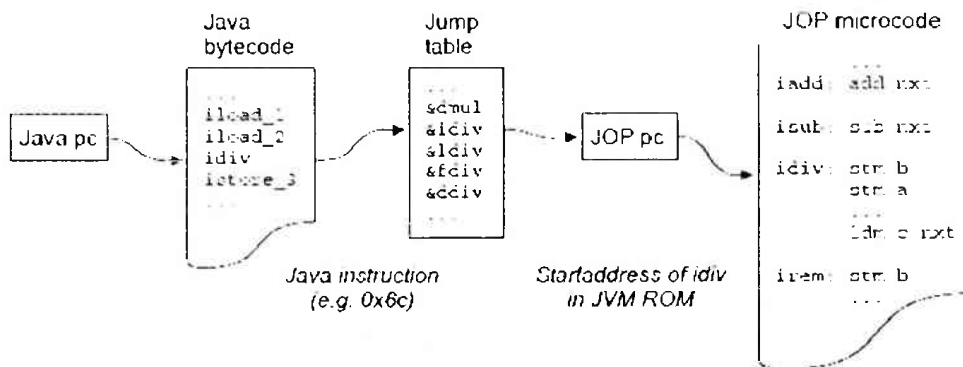 Java
bytecode
Jump
table
JOP microcode
Java pc
...
iload_1
iload_2
idiv
istore_3
...
...
&dmul
&idiv
&ldiv
&fdiv
&ddiv
...
JOP pc
...
iadd: add nxt
isub: sub nxt
idiv: stm b
stm a
...
ldm c nxt
irem: stm b
...
Java instruction
(e.g. 0x6c)
Startaddress of idiv
in JVM ROM